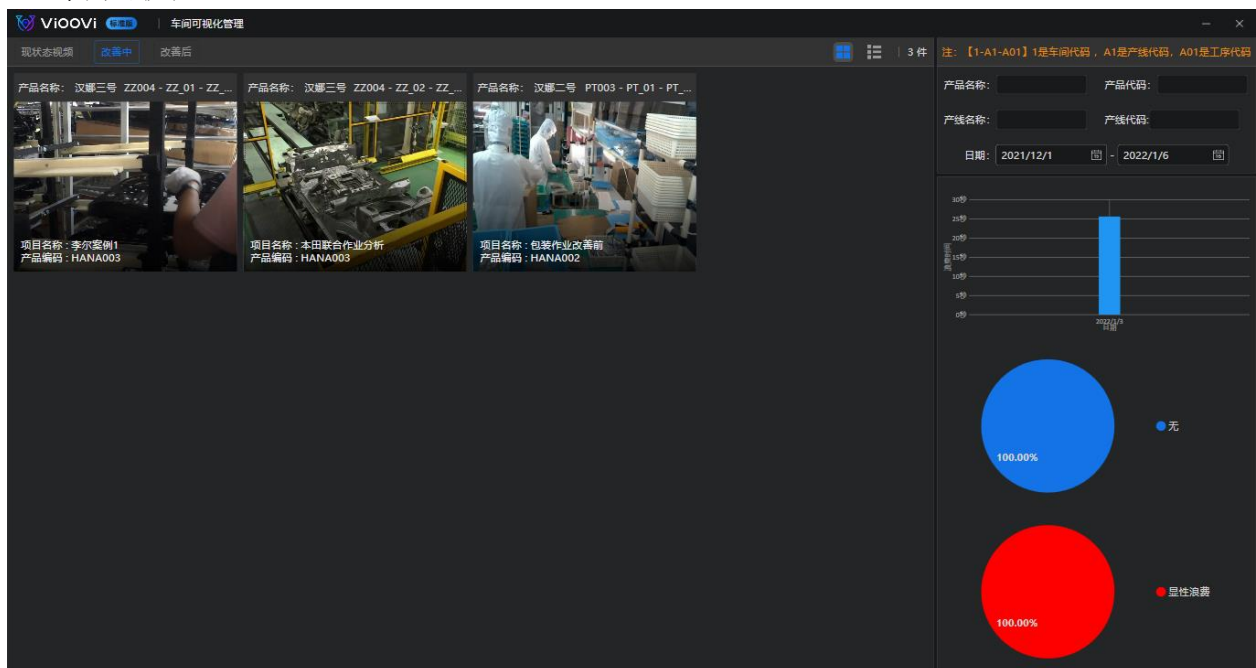 ViOOVi 标准版 车间可视化管理
现状态视频 改善中 改善后 3 件
注: 【1-A1-A01】1是车间代码 , A1是产线代码, A01是工序代码
产品名称: 汉娜三号 ZZ004 - ZZ_01 - ZZ_...
项目名称 : 李尔案例1
产品编码 : HANA003
产品名称: 汉娜三号 ZZ004 - ZZ_02 - ZZ_...
项目名称 : 本田联合作业分析
产品编码 : HANA003
产品名称: 汉娜二号 PT003 - PT_01 - PT_...
项目名称 : 包装作业改善前
产品编码 : HANA002
产品名称: 产品代码:
产线名称: 产线代码:
日期: 2021/12/1 - 2022/1/6
30秒
25秒
20秒
15秒
10秒
5秒
0秒
浪费时间
2022/1/3
日期
100.00%
无
100.00%
显性浪费